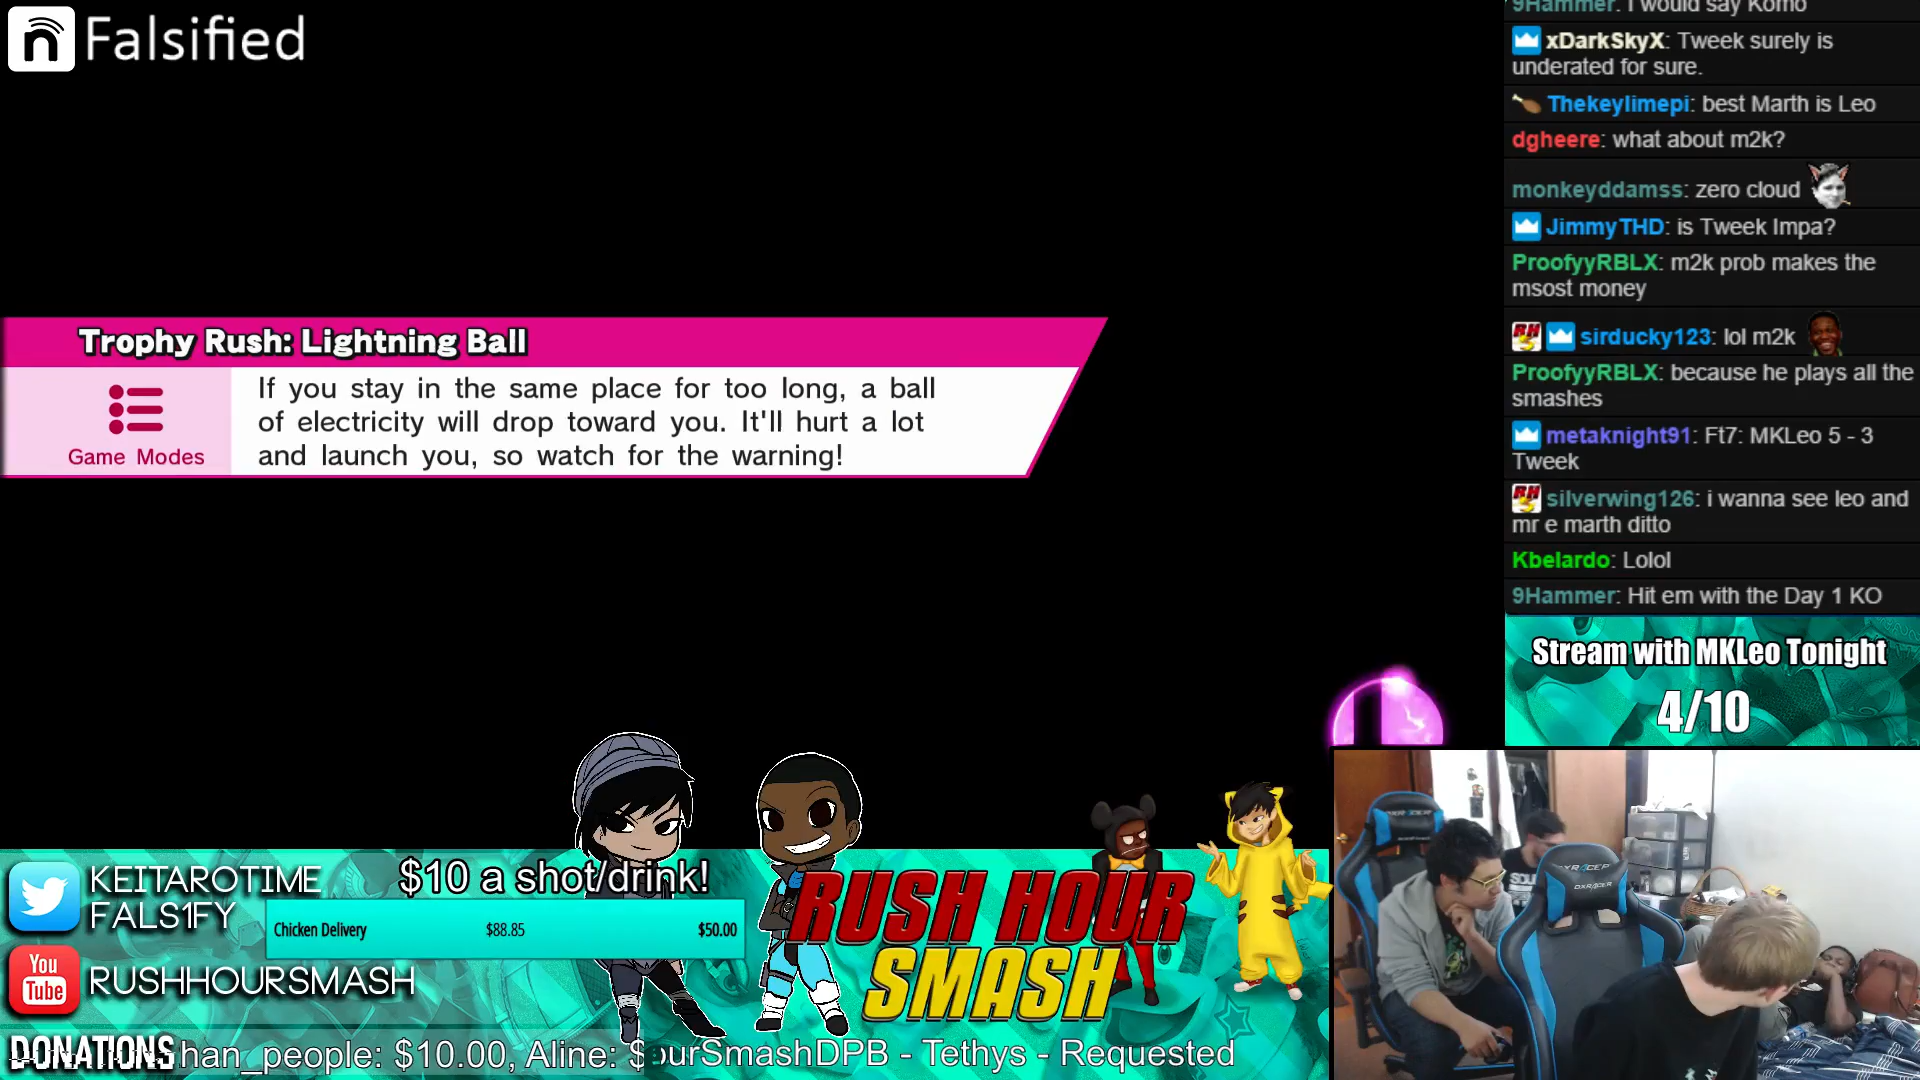 Falsified
Trophy Rush: Lightning Ball
Game Modes
If you stay in the same place for too long, a ball
of electricity will drop toward you. It'll hurt a lot
and launch you, so watch for the warning!
9Hammer: I would say Komo
xDarkSkyX: Tweek surely is
underated for sure.
Thekeylimepi: best Marth is Leo
dgheere: what about m2k?
monkeyddamss: zero cloud
JimmyTHD: is Tweek Impa?
ProofyyRBLX: m2k prob makes the
msost money
sirducky123: lol m2k
ProofyyRBLX: because he plays all the
smashes
metaknight91: Ft7: MKLeo 5 - 3
Tweek
silverwing126: i wanna see leo and
mr e marth ditto
Kbelardo: Lolol
9Hammer: Hit em with the Day 1 KO
Stream with MKLeo Tonight
4/10
KEITAROTIME
FALS1FY
$10 a shot/drink!
Chicken Delivery $88.85 $50.00
You
Tube
RUSHHOURSMASH
RUSH HOUR
SMASH
DONATIONS han_people: $10.00, Aline: $ ourSmashDPB - Tethys - Requested
DXRACER
DXRACER